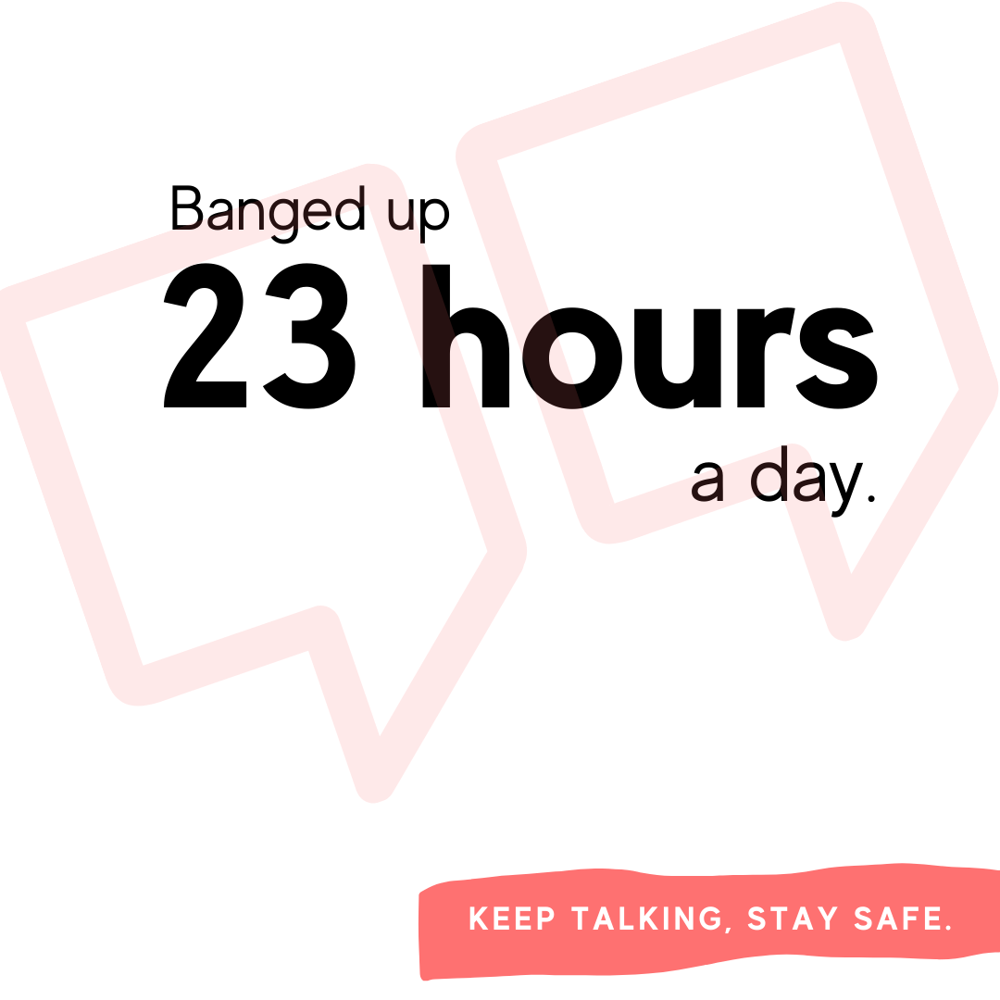 Banged up
23 hours
a day.
KEEP TALKING, STAY SAFE.